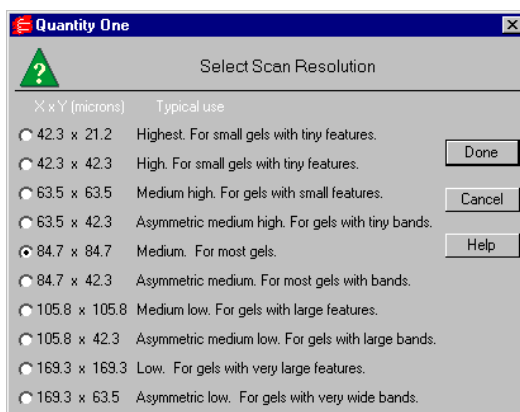 Quantity One
?
Select Scan Resolution
X x Y (microns) Typical use
42.3 x 21.2 Highest. For small gels with tiny features.
42.3 x 42.3 High. For small gels with tiny features.
63.5 x 63.5 Medium high. For gels with small features.
63.5 x 42.3 Asymmetric medium high. For gels with tiny bands.
84.7 x 84.7 Medium. For most gels.
84.7 x 42.3 Asymmetric medium. For most gels with bands.
105.8 x 105.8 Medium low. For gels with large features.
105.8 x 42.3 Asymmetric medium low. For gels with large bands.
169.3 x 169.3 Low. For gels with very large features.
169.3 x 63.5 Asymmetric low. For gels with very wide bands.
Done
Cancel
Help